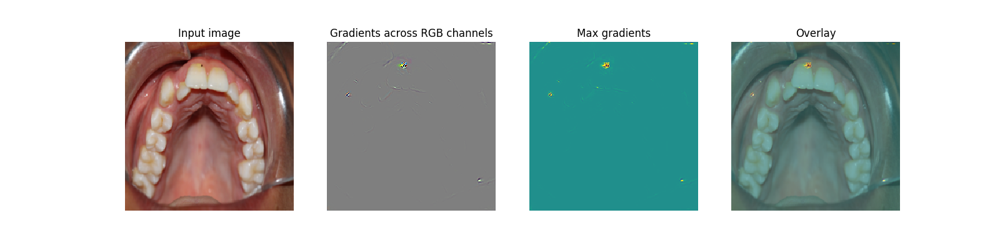 Input image
Gradients across RGB channels
Max gradients
Overlay